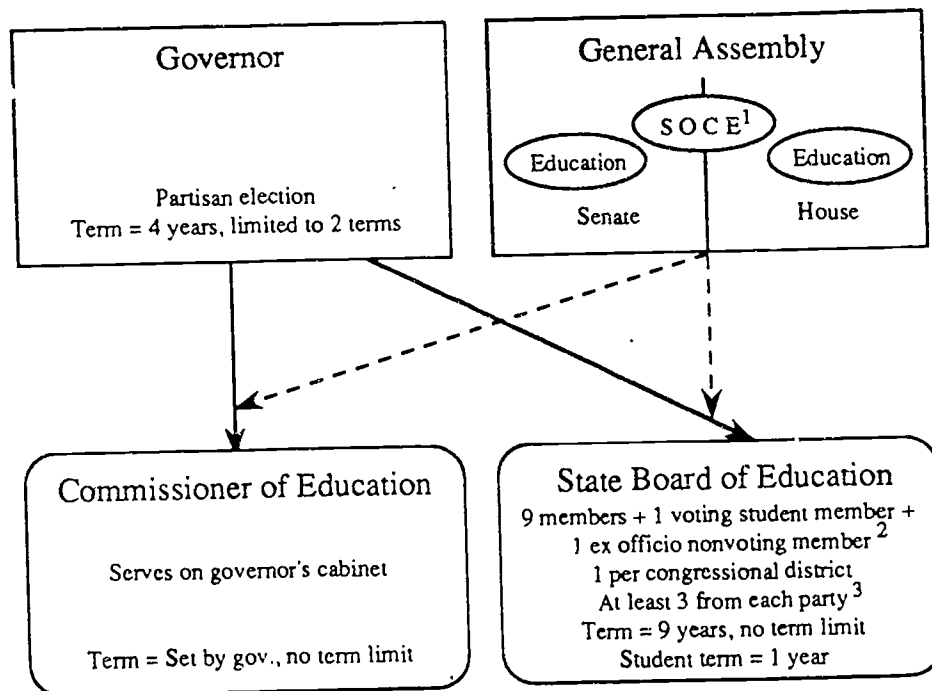 Governor
Partisan election
Term = 4 years, limited to 2 terms
General Assembly
S O C E¹
Education
Education
Senate
House
Commissioner of Education
Serves on governor's cabinet
Term = Set by gov., no term limit
State Board of Education
9 members + 1 voting student member +
1 ex officio nonvoting member ²
1 per congressional district
At least 3 from each party ³
Term = 9 years, no term limit
Student term = 1 year